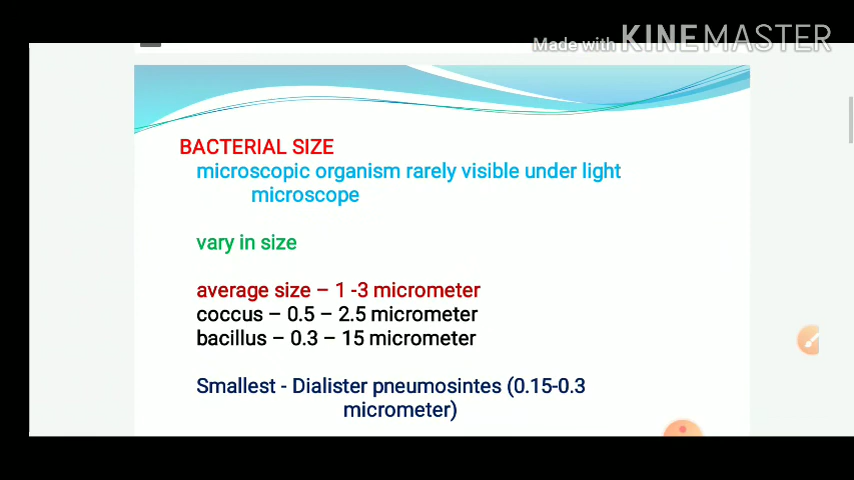 Made with KINEMASTER
BACTERIAL SIZE
microscopic organism rarely visible under light
microscope
vary in size
average size – 1 -3 micrometer
coccus – 0.5 – 2.5 micrometer
bacillus – 0.3 – 15 micrometer
Smallest - Dialister pneumosintes (0.15-0.3
micrometer)